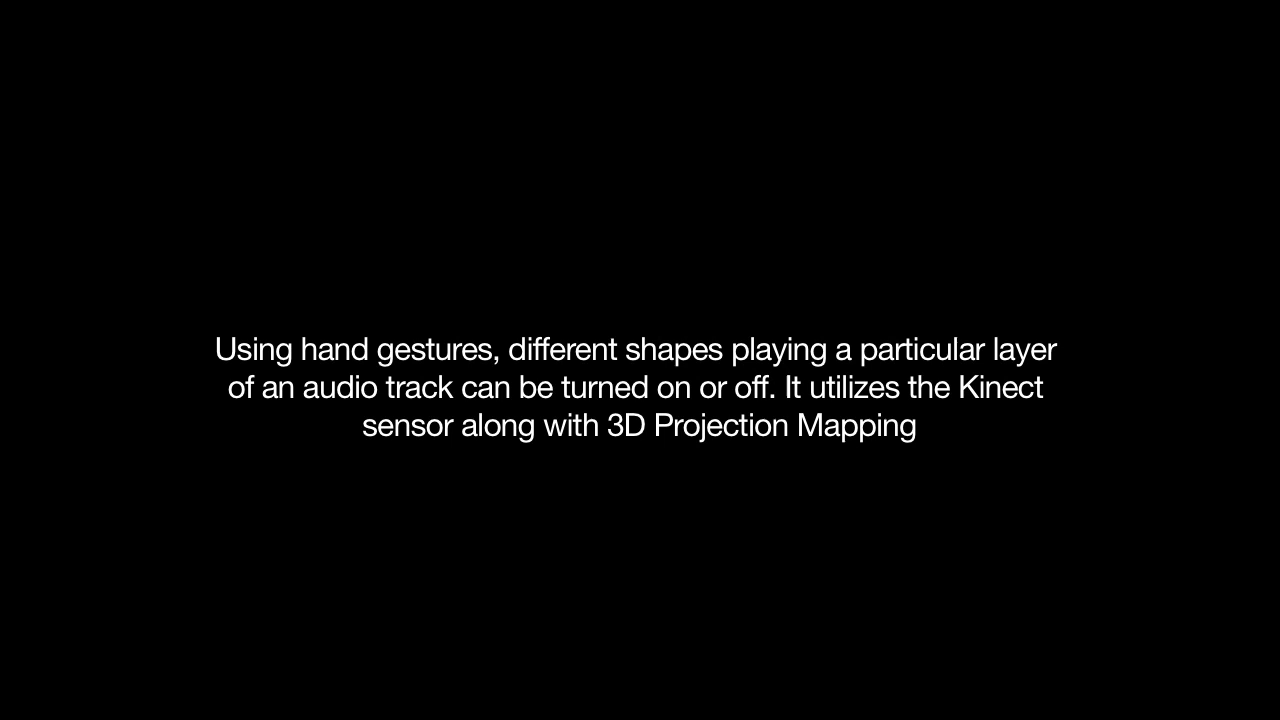 Using hand gestures, different shapes playing a particular layer
of an audio track can be turned on or off. It utilizes the Kinect
sensor along with 3D Projection Mapping